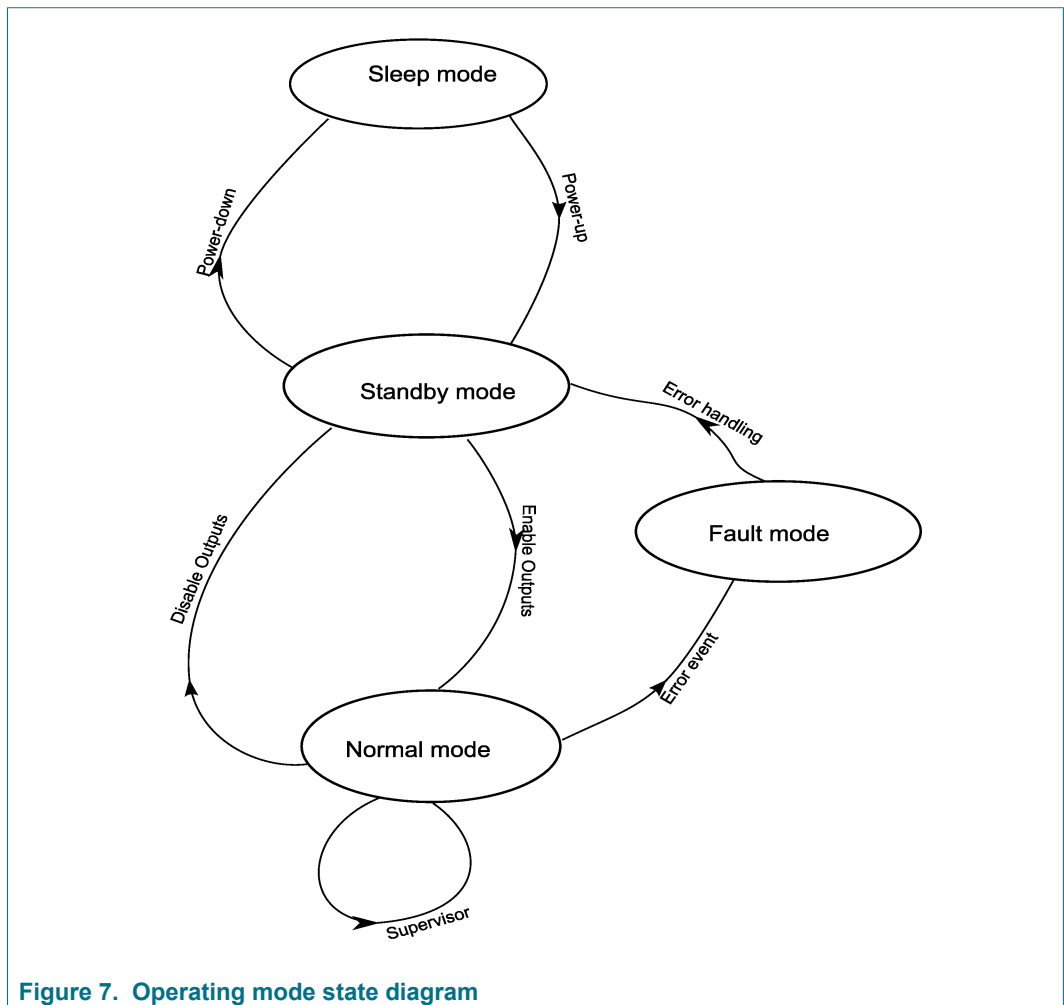 Sleep mode
Power-down
Power-up
Standby mode
Error handling
Fault mode
Disable Outputs
Enable Outputs
Error event
Normal mode
Supervisor
Figure 7. Operating mode state diagram